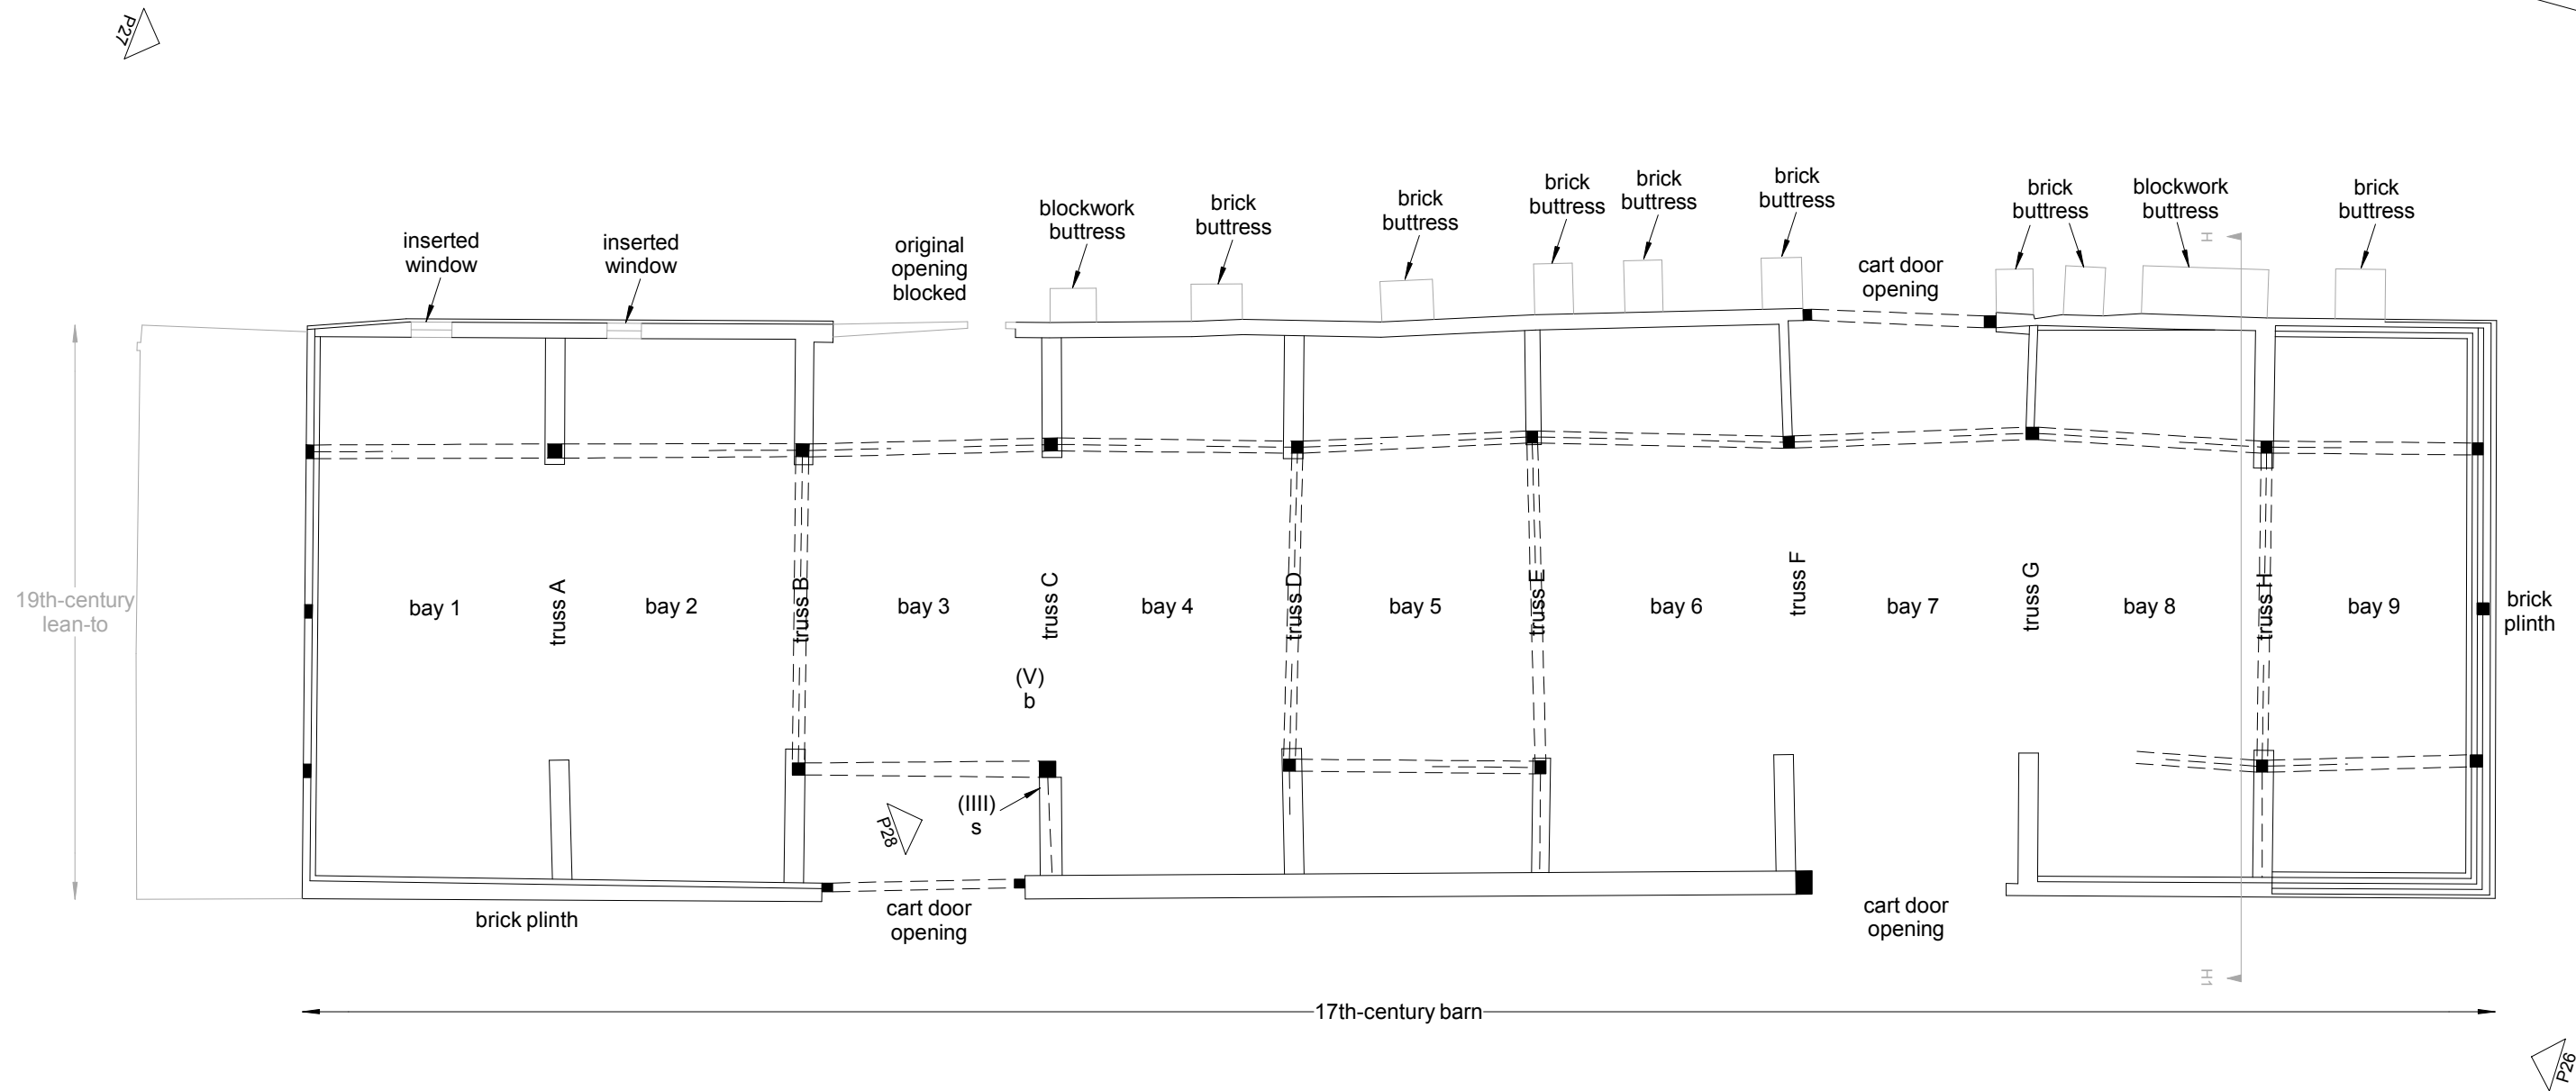 P27
brick
buttress
brick
buttress
brick
buttress
brick
buttress
blockwork
buttress
brick
buttress
brick
buttress
brick
buttress
blockwork
buttress
brick
buttress
inserted
window
inserted
window
original
opening
blocked
cart door
opening
H
19th-century
lean-to
bay 1
truss A
bay 2
truss B
bay 3
truss C
bay 4
truss D
bay 5
truss E
bay 6
truss F
bay 7
truss G
bay 8
truss H
bay 9
brick
plinth
(V)
b
(IIII)
s
P28
brick plinth
cart door
opening
cart door
opening
H1
17th-century barn
P26